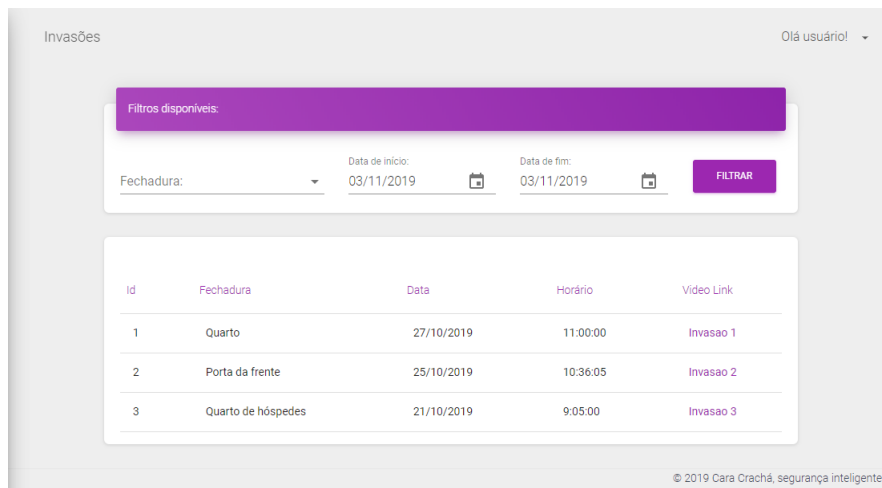 Invasões Olá usuário!
Filtros disponíveis:
Data de início: Data de fim:
Fechadura: 03/11/2019 03/11/2019 FILTRAR
Id Fechadura Data Horário Video Link
1 Quarto 27/10/2019 11:00:00 Invasao 1
2 Porta da frente 25/10/2019 10:36:05 Invasao 2
3 Quarto de hóspedes 21/10/2019 9:05:00 Invasao 3
© 2019 Cara Crachá, segurança inteligente